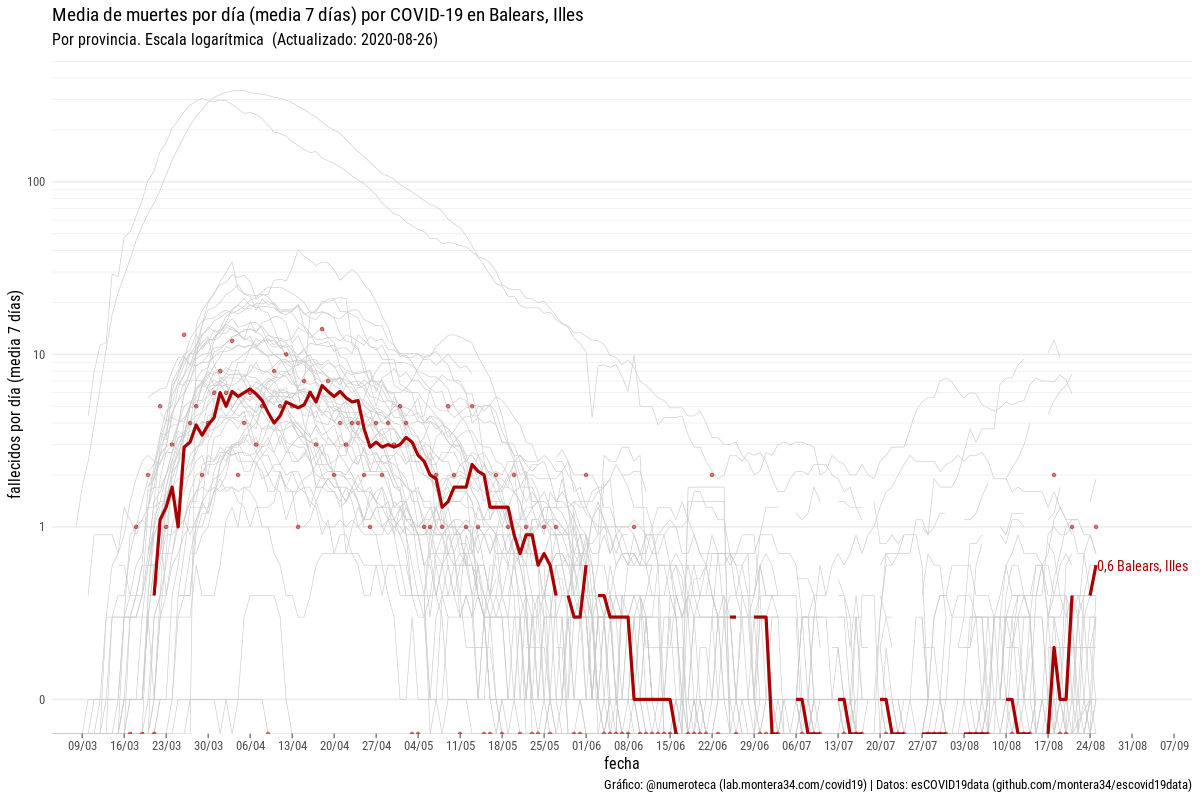 Media de muertes por día (media 7 días) por COVID-19 en Balears, Illes
Por provincia. Escala logarítmica  (Actualizado: 2020-08-26)
fallecidos por día (media 7 días)
100
10
1
0
0,6 Balears, Illes
09/03 16/03 23/03 30/03 6/04 13/04 20/04 27/04 4/05 11/05 18/05 25/05 01/06 08/06 15/06 22/06 29/06 06/07 13/07 20/07 27/07 03/08 10/08 17/08 24/08 31/08 07/09
fecha
Gráfico: @numeroteca (lab.montera34.com/covid19) | Datos: esCOVID19data (github.com/montera34/escovid19data)